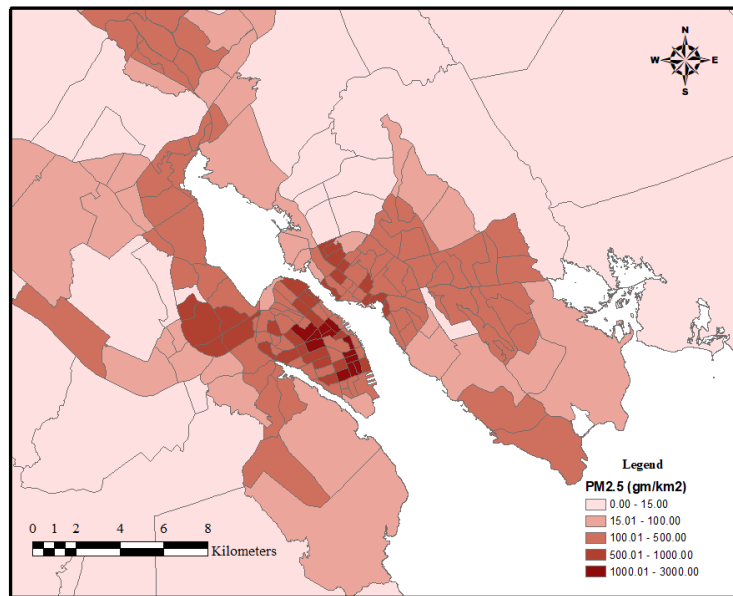 N
W E
S
Legend
PM2.5 (gm/km2)
0.00 - 15.00
15.01 - 100.00
100.01 - 500.00
500.01 - 1000.00
1000.01 - 3000.00
0 1 2 4 6 8
Kilometers